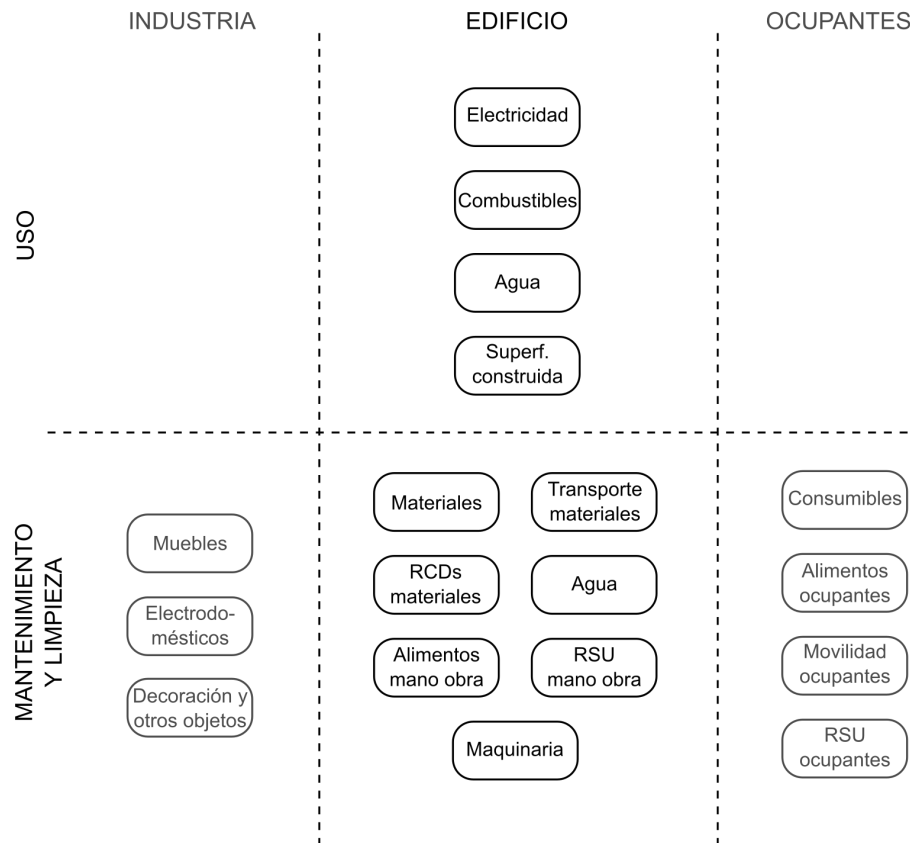 INDUSTRIA
EDIFICIO
OCUPANTES
USO
Electricidad
Combustibles
Agua
Superf.
construida
MANTENIMIENTO
Y LIMPIEZA
Muebles
Electrodo-
mésticos
Decoración y
otros objetos
Materiales
Transporte
materiales
RCDs
materiales
Agua
Alimentos
mano obra
RSU
mano obra
Maquinaria
Consumibles
Alimentos
ocupantes
Movilidad
ocupantes
RSU
ocupantes